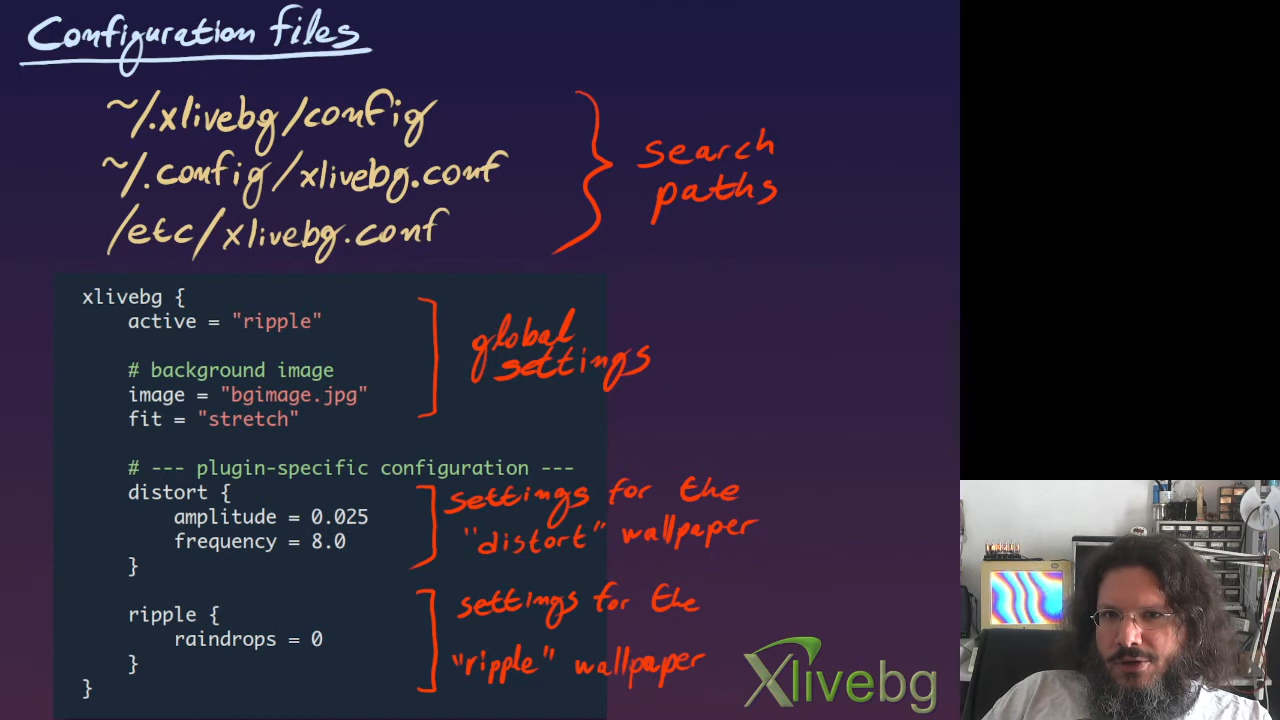 Configuration files
~/.xlivebg/config
~/.config/xlivebg.conf
/etc/xlivebg.conf
search
paths
xlivebg {
active = "ripple"
# background image
image = "bgimage.jpg"
fit = "stretch"
global
settings
# --- plugin-specific configuration ---
distort {
amplitude = 0.025
frequency = 8.0
}
settings for the
"distort" wallpaper
ripple {
raindrops = 0
}
}
settings for the
"ripple" wallpaper
Xlivebg